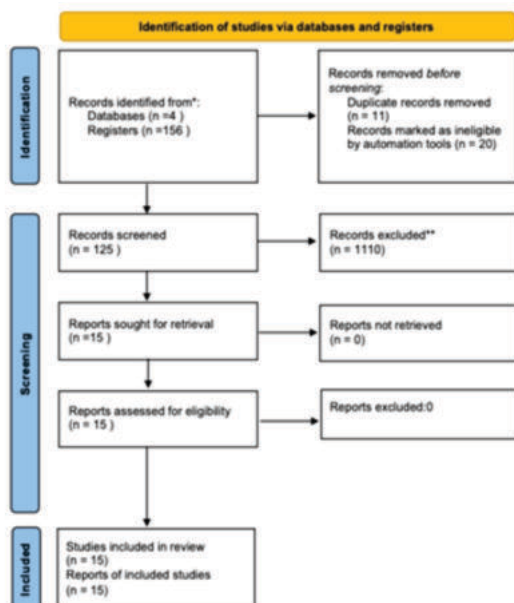 Identification of studies via databases and registers
Identification
Records identified from*:
Databases (n =4 )
Registers (n =156 )
Records removed before
screening:
Duplicate records removed
(n = 11)
Records marked as ineligible
by automation tools (n = 20)
Screening
Records screened
(n = 125 )
Records excluded**
(n = 1110)
Reports sought for retrieval
(n =15 )
Reports not retrieved
(n = 0)
Reports assessed for eligibility
(n = 15 )
Reports excluded:0
Included
Studies included in review
(n = 15)
Reports of included studies
(n = 15)